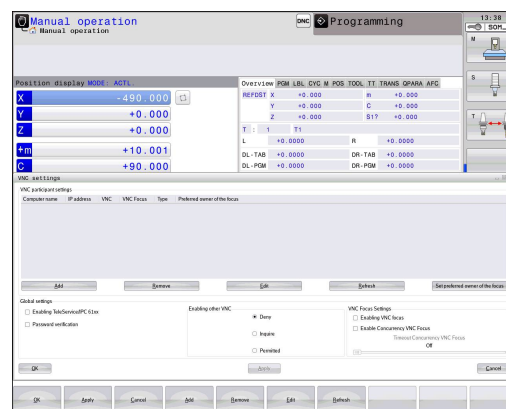 Manual operation
Manual operation
DNC
Programming
13:38
SOM_
M
Position display MODE: ACTL.
X -490.000
Y +0.000
Z +0.000
+m +10.001
C +90.000
Overview PGM LBL CYC M POS TOOL TT TRANS QPARA AFC
REFDST X +0.000 m +0.000
Y +0.000 C +0.000
Z +0.000 S1? +0.000
T : 1 T1
L +0.0000 R +0.0000
DL-TAB +0.0000 DR-TAB +0.0000
DL-PGM +0.0000 DR-PGM +0.0000
S
T
VNC settings
VNC participant settings
Computer name IP address VNC VNC Focus Type Preferred owner of the focus
Add Remove Edit Refresh Set preferred owner of the focus
Global settings
Enabling TeleService/IPC 61xx
Password verification
Enabling other VNC
Deny
Inquire
Permitted
VNC Focus Settings
Enabling VNC focus
Enable Concurrency VNC Focus
Timeout Concurrency VNC Focus
Off
OK Apply Cancel
OK Apply Cancel Add Remove Edit Refresh